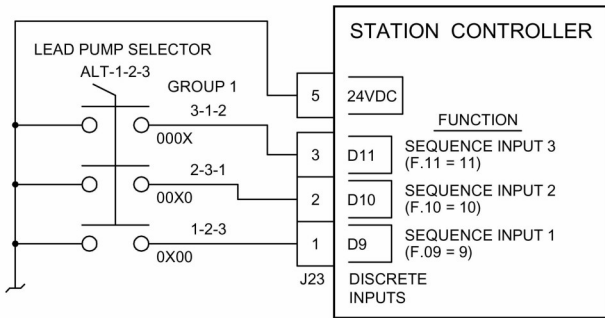 STATION CONTROLLER
LEAD PUMP SELECTOR
ALT-1-2-3
GROUP 1
5
24VDC
FUNCTION
3-1-2
000X
3
D11
SEQUENCE INPUT 3
(F.11 = 11)
2-3-1
00X0
2
D10
SEQUENCE INPUT 2
(F.10 = 10)
1-2-3
0X00
1
D9
SEQUENCE INPUT 1
(F.09 = 9)
J23
DISCRETE
INPUTS